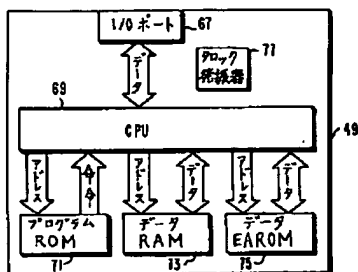 I/Oポート
67
77
クロック
発振器
データ
69
CPU
49
アドレス
命令
アドレス
データ
アドレス
データ
プログラム
ROM
データ
RAM
データ
EAROM
71
73
75